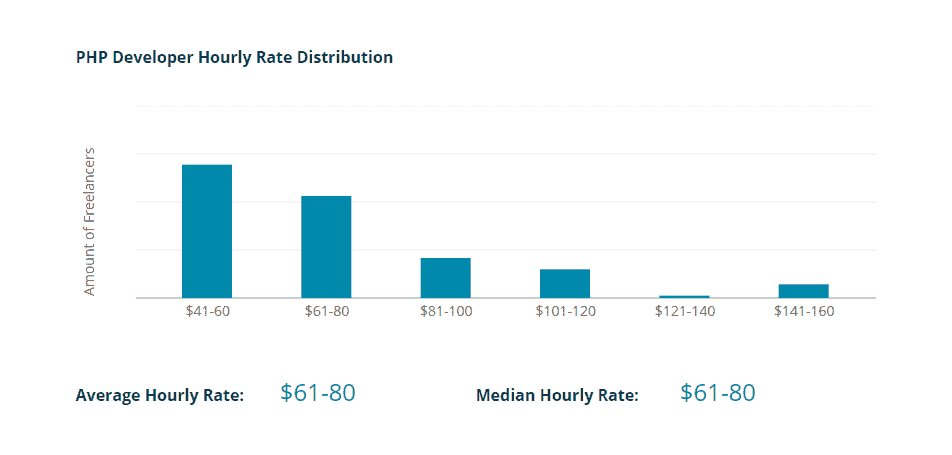 PHP Developer Hourly Rate Distribution
Amount of Freelancers
$41-60 $61-80 $81-100 $101-120 $121-140 $141-160
Average Hourly Rate: $61-80 Median Hourly Rate: $61-80